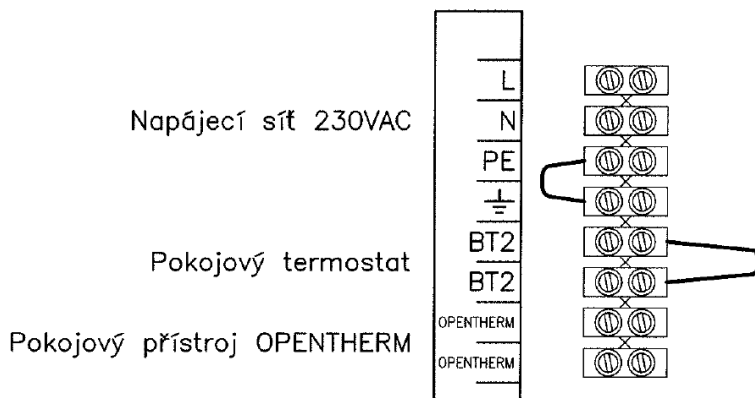 L
Napájecí síť 230VAC
N
PE
Pokojový termostat
BT2
BT2
Pokojový přístroj OPENTHERM
OPENTHERM
OPENTHERM